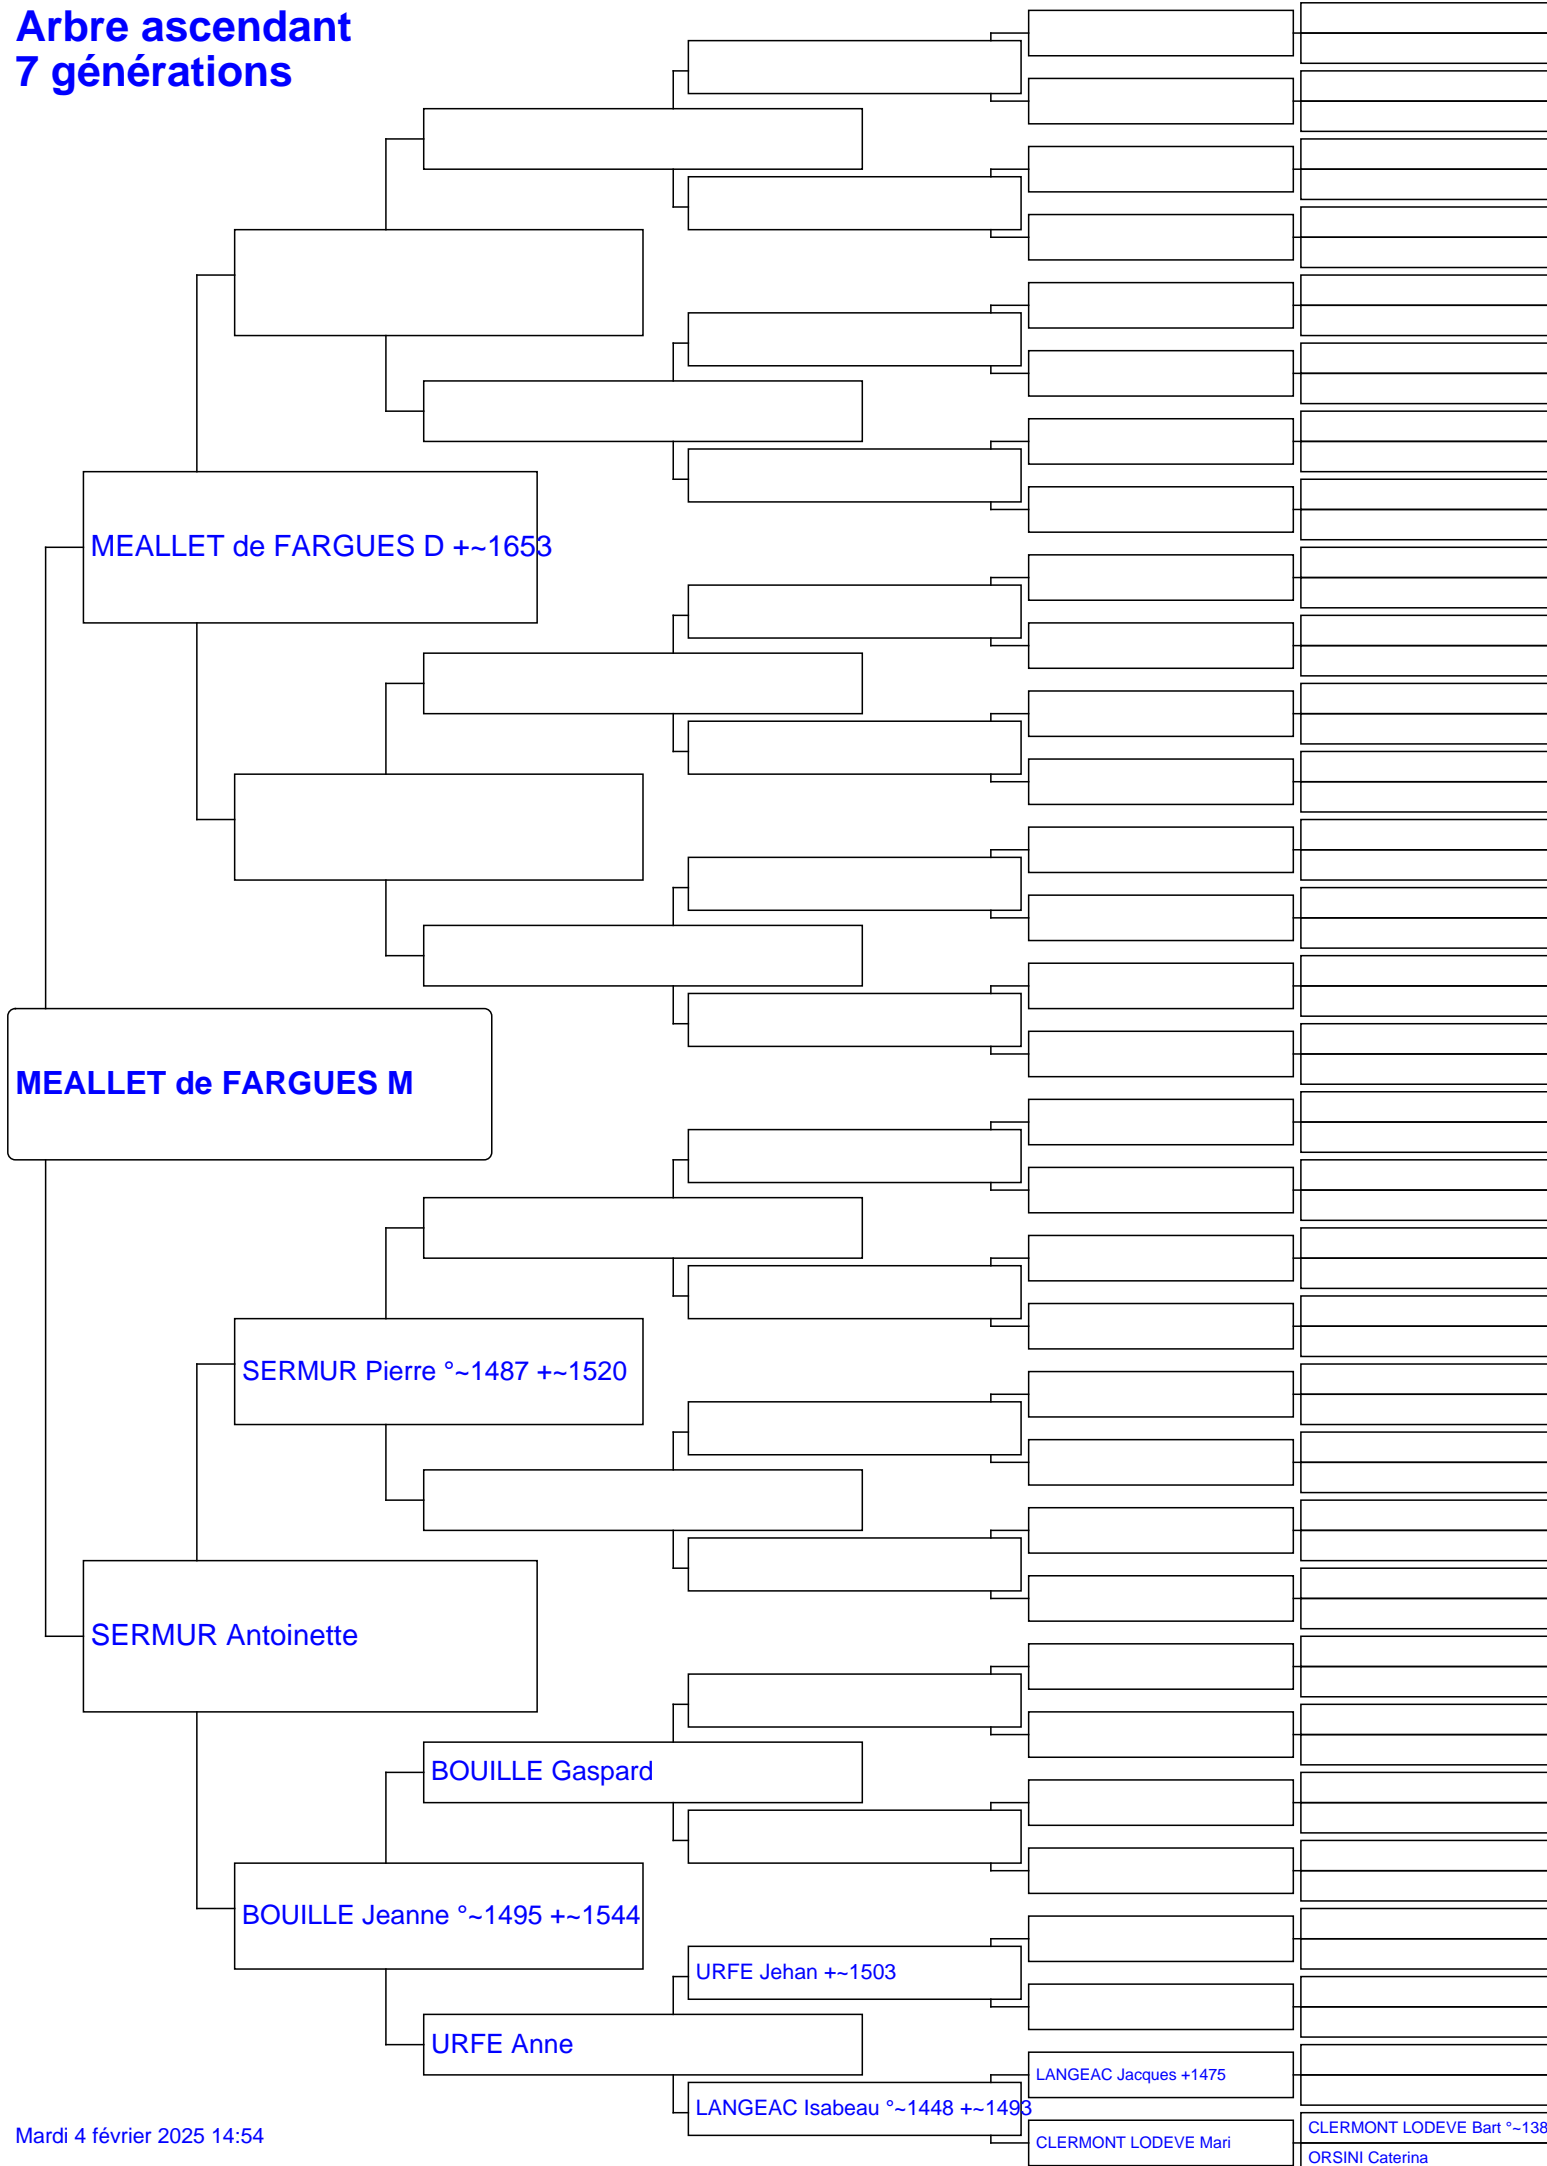 Arbre ascendant
7 générations
MEALLET de FARGUES D +~1653
MEALLET de FARGUES M
SERMUR Pierre °~1487 +~1520
SERMUR Antoinette
BOUILLE Gaspard
BOUILLE Jeanne °~1495 +~1544
URFE Jehan +~1503
URFE Anne
LANGEAC Jacques +1475
LANGEAC Isabeau °~1448 +~1493
CLERMONT LODEVE Bart °~138
CLERMONT LODEVE Mari
ORSINI Caterina
Mardi 4 février 2025 14:54